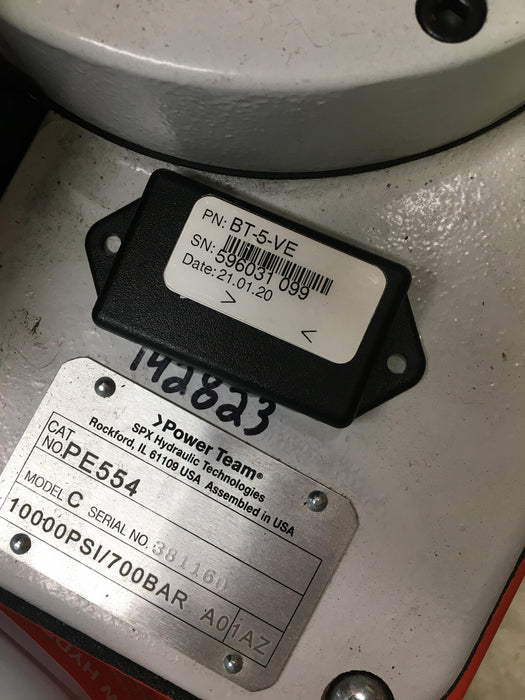 PN: BT-5-VE
SN: 596031 099
Date: 21.01.20
>
<
142823
>Power Team®
SPX Hydraulic Technologies
Rockford, IL 61109 USA Assembled in USA
CAT NO. PE554
MODEL C SERIAL NO. 381160
10000PSI/700BAR A01AZ